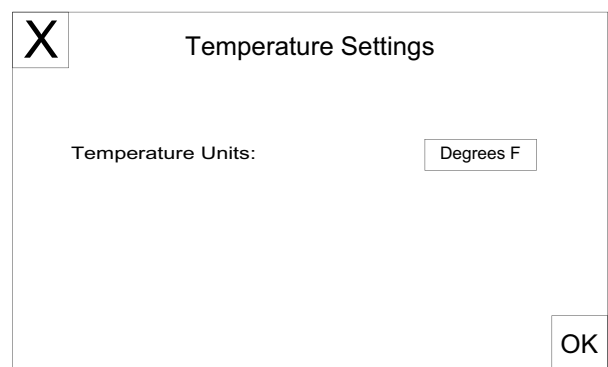 X
Temperature Settings
Temperature Units:
Degrees F
OK